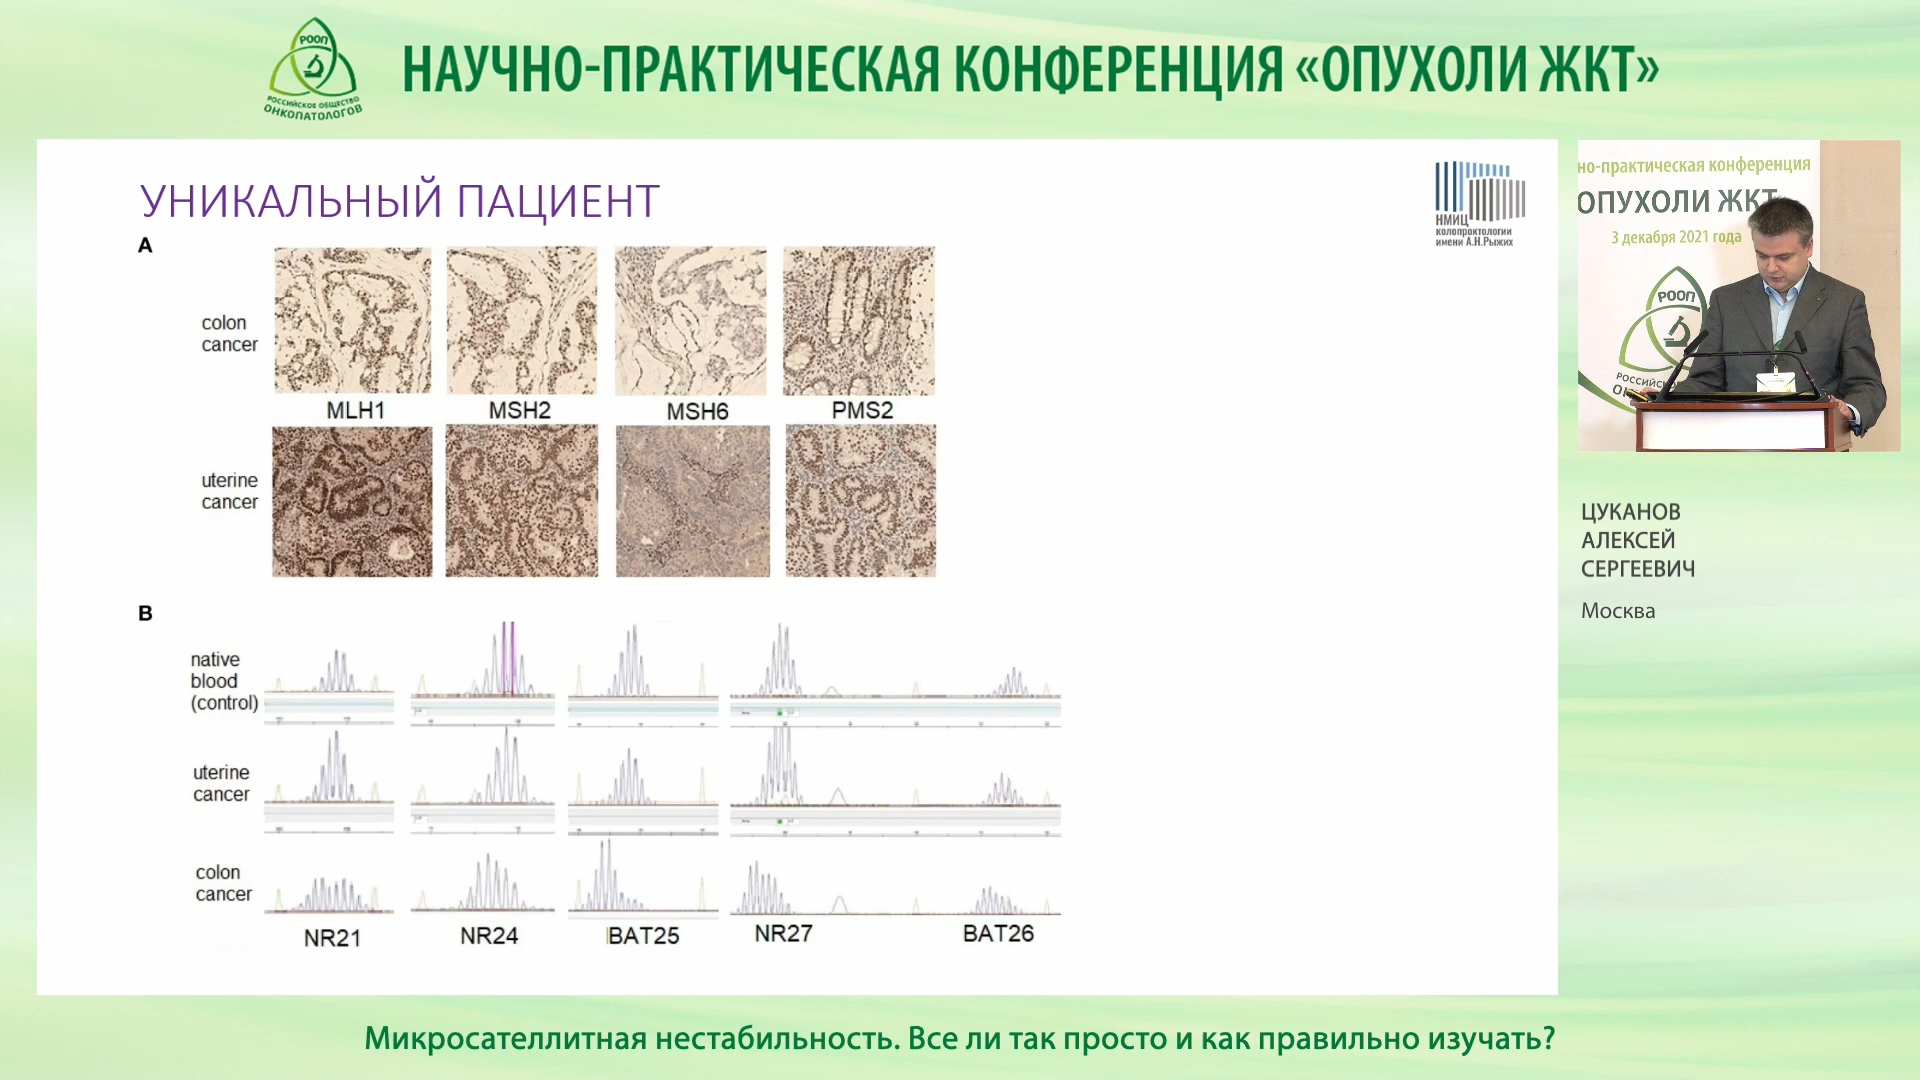 РООП
РОССИЙСКОЕ ОБЩЕСТВО
ОНКОПАТОЛОГОВ
НАУЧНО-ПРАКТИЧЕСКАЯ КОНФЕРЕНЦИЯ «ОПУХОЛИ ЖКТ»
УНИКАЛЬНЫЙ ПАЦИЕНТ
НМИЦ
колопроктологии
имени А.Н.Рыжих
A
colon
cancer
MLH1 MSH2 MSH6 PMS2
uterine
cancer
B
native
blood
(control)
uterine
cancer
colon
cancer
NR21 NR24 BAT25 NR27 BAT26
но-практическая конференция
ОПУХОЛИ ЖКТ
3 декабря 2021 года
РООП
ЦУКАНОВ
АЛЕКСЕЙ
СЕРГЕЕВИЧ
Москва
Микросателлитная нестабильность. Все ли так просто и как правильно изучать?